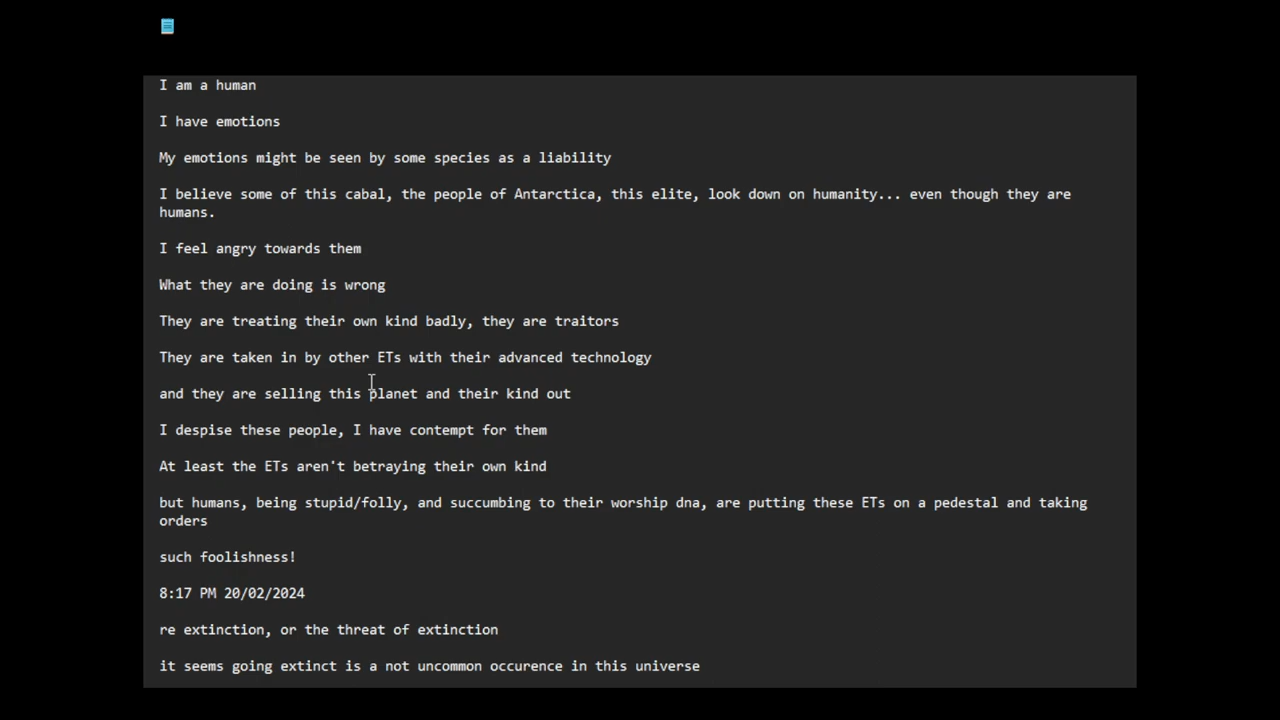 I am a human
I have emotions
My emotions might be seen by some species as a liability
I believe some of this cabal, the people of Antarctica, this elite, look down on humanity... even though they are
humans.
I feel angry towards them
What they are doing is wrong
They are treating their own kind badly, they are traitors
They are taken in by other ETs with their advanced technology
and they are selling this planet and their kind out
I despise these people, I have contempt for them
At least the ETs aren't betraying their own kind
but humans, being stupid/folly, and succumbing to their worship dna, are putting these ETs on a pedestal and taking
orders
such foolishness!
8:17 PM 20/02/2024
re extinction, or the threat of extinction
it seems going extinct is a not uncommon occurence in this universe